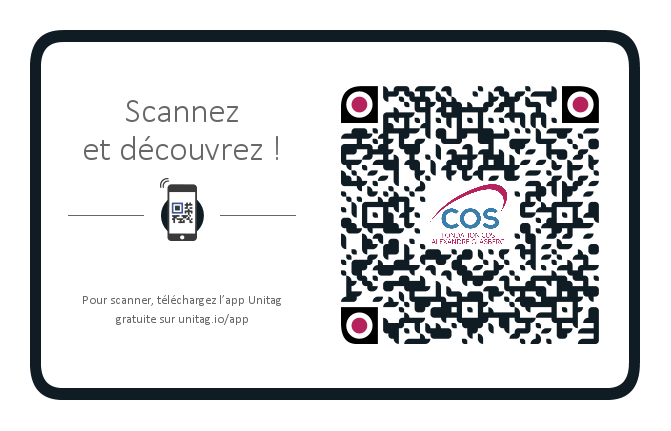 Scannez
et découvrez !
Pour scanner, téléchargez l'app Unitag
gratuite sur unitag.io/app
COS
FONDATION COS
ALEXANDRE GLASBERG